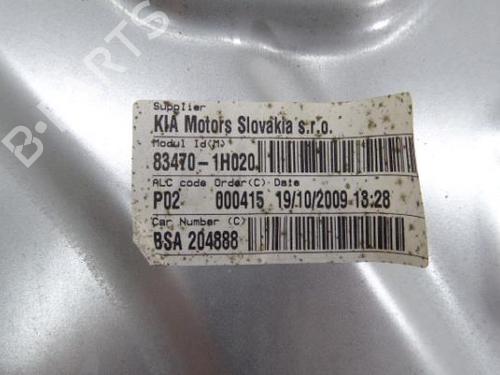 B-PARTS
Supplier
KIA Motors Slovakia s.r.o.
Modul Id(M)
83470-1H020
ALC code Order(C) Date
P02 000415 19/10/2009 18:28
Car Number (C)
BSA 204888